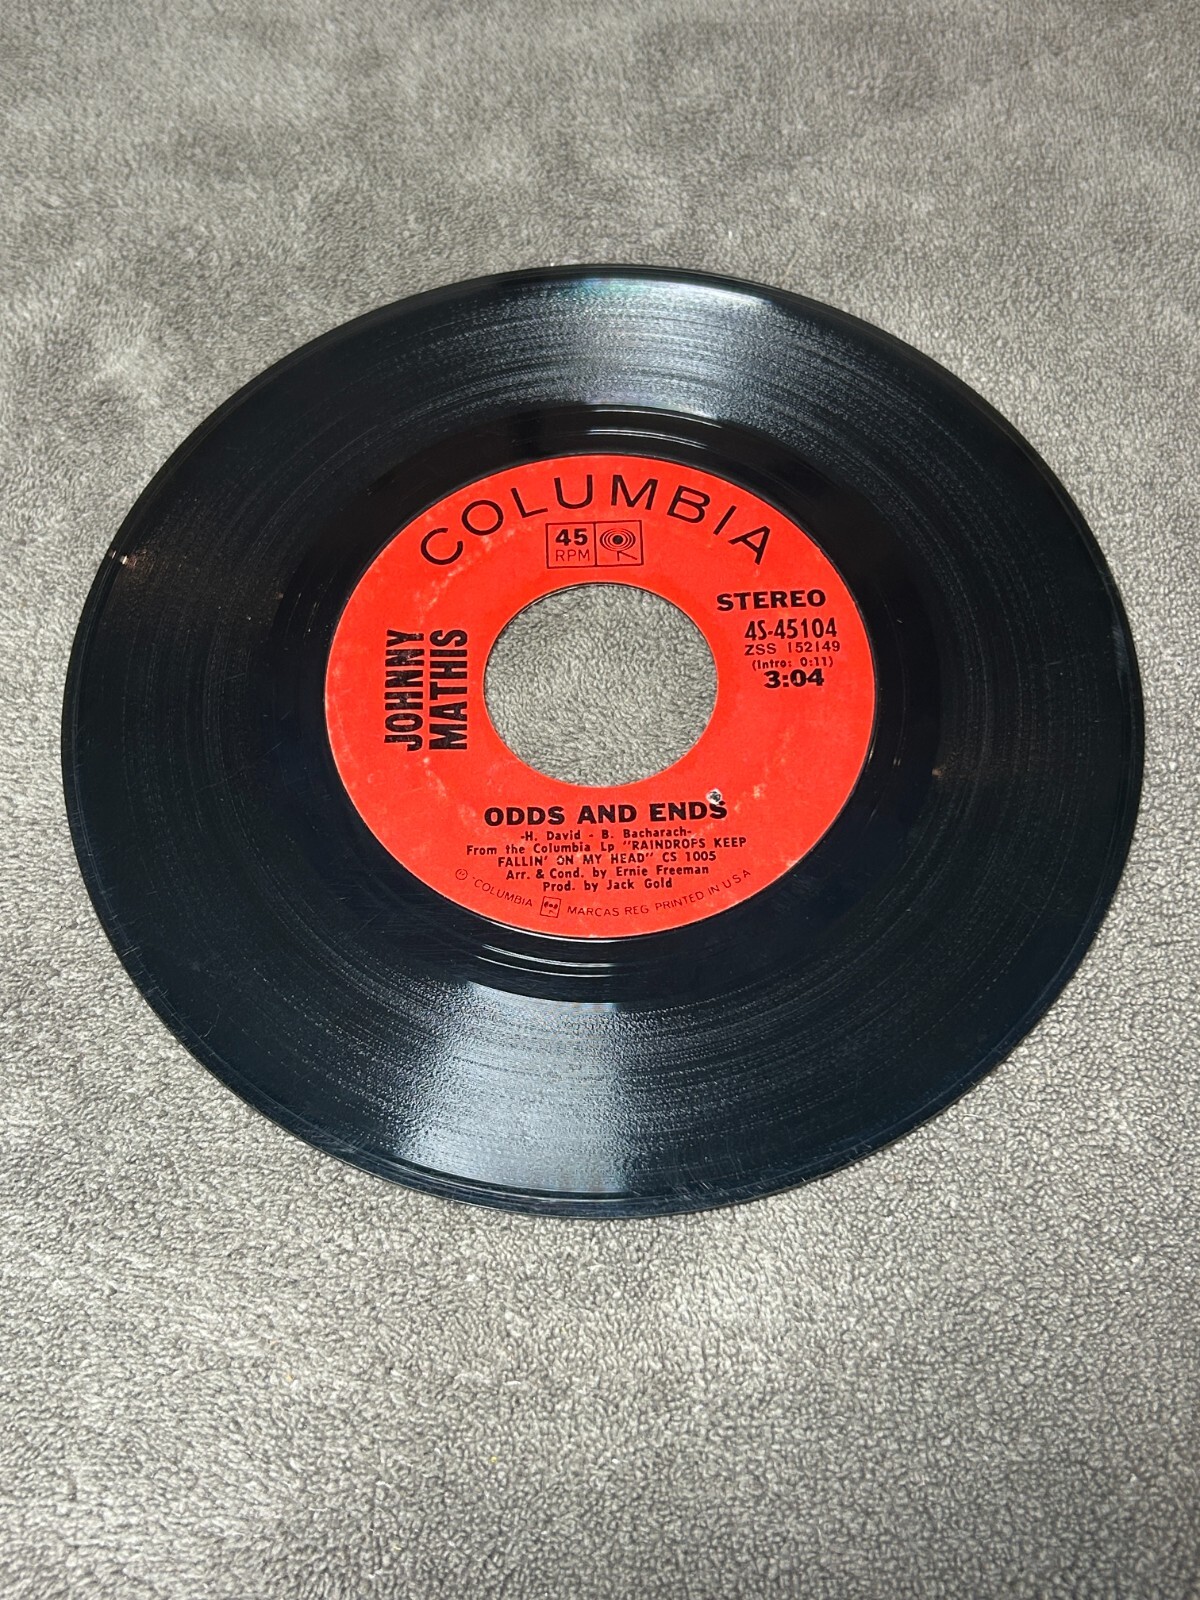 COLUMBIA
45
RPM
STEREO
4S-45104
ZSS 152149
(Intro: 0:11)
3:04
JOHNNY
MATHIS
ODDS AND ENDS
-H. David - B. Bacharach-
From the Columbia Lp "RAINDROPS KEEP
FALLIN' ON MY HEAD" CS 1005
Arr. & Cond. by Ernie Freeman
Prod. by Jack Gold
℗ "COLUMBIA MARCAS REG. PRINTED IN U S A